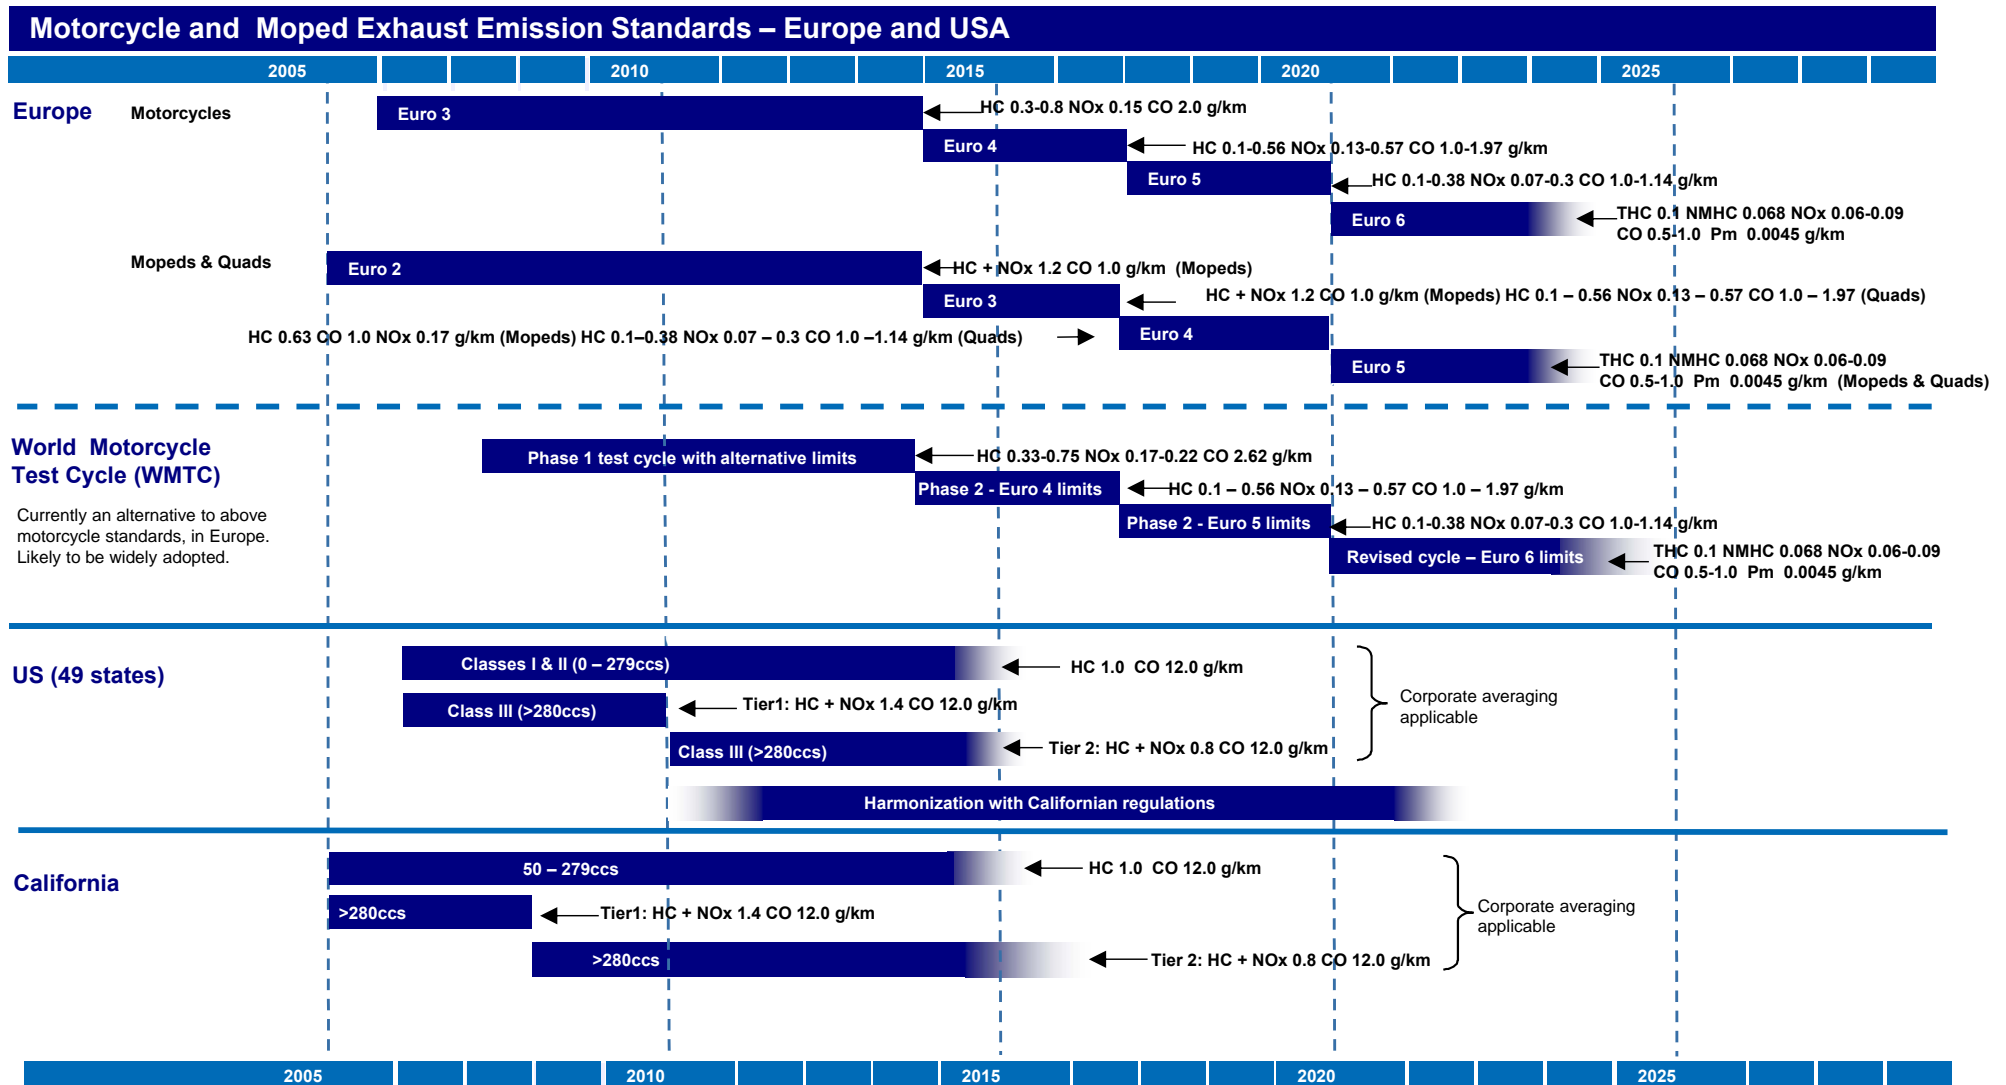 Motorcycle and Moped Exhaust Emission Standards – Europe and USA
2005 2010 2015 2020 2025
Europe
Motorcycles
Euro 3
HC 0.3-0.8 NOx 0.15 CO 2.0 g/km
Euro 4
HC 0.1-0.56 NOx 0.13-0.57 CO 1.0-1.97 g/km
Euro 5
HC 0.1-0.38 NOx 0.07-0.3 CO 1.0-1.14 g/km
Euro 6
THC 0.1 NMHC 0.068 NOx 0.06-0.09
CO 0.5-1.0 Pm 0.0045 g/km
Mopeds & Quads
Euro 2
HC + NOx 1.2 CO 1.0 g/km (Mopeds)
Euro 3
HC + NOx 1.2 CO 1.0 g/km (Mopeds) HC 0.1 – 0.56 NOx 0.13 – 0.57 CO 1.0 – 1.97 (Quads)
HC 0.63 CO 1.0 NOx 0.17 g/km (Mopeds) HC 0.1–0.38 NOx 0.07 – 0.3 CO 1.0 –1.14 g/km (Quads)
Euro 4
Euro 5
THC 0.1 NMHC 0.068 NOx 0.06-0.09
CO 0.5-1.0 Pm 0.0045 g/km (Mopeds & Quads)
World Motorcycle
Test Cycle (WMTC)
Currently an alternative to above
motorcycle standards, in Europe.
Likely to be widely adopted.
Phase 1 test cycle with alternative limits
HC 0.33-0.75 NOx 0.17-0.22 CO 2.62 g/km
Phase 2 - Euro 4 limits
HC 0.1 – 0.56 NOx 0.13 – 0.57 CO 1.0 – 1.97 g/km
Phase 2 - Euro 5 limits
HC 0.1-0.38 NOx 0.07-0.3 CO 1.0-1.14 g/km
Revised cycle – Euro 6 limits
THC 0.1 NMHC 0.068 NOx 0.06-0.09
CO 0.5-1.0 Pm 0.0045 g/km
US (49 states)
Classes I & II (0 – 279ccs)
HC 1.0 CO 12.0 g/km
Class III (>280ccs)
Tier1: HC + NOx 1.4 CO 12.0 g/km
Class III (>280ccs)
Tier 2: HC + NOx 0.8 CO 12.0 g/km
Corporate averaging
applicable
Harmonization with Californian regulations
California
50 – 279ccs
HC 1.0 CO 12.0 g/km
>280ccs
Tier1: HC + NOx 1.4 CO 12.0 g/km
>280ccs
Tier 2: HC + NOx 0.8 CO 12.0 g/km
Corporate averaging
applicable
2005 2010 2015 2020 2025